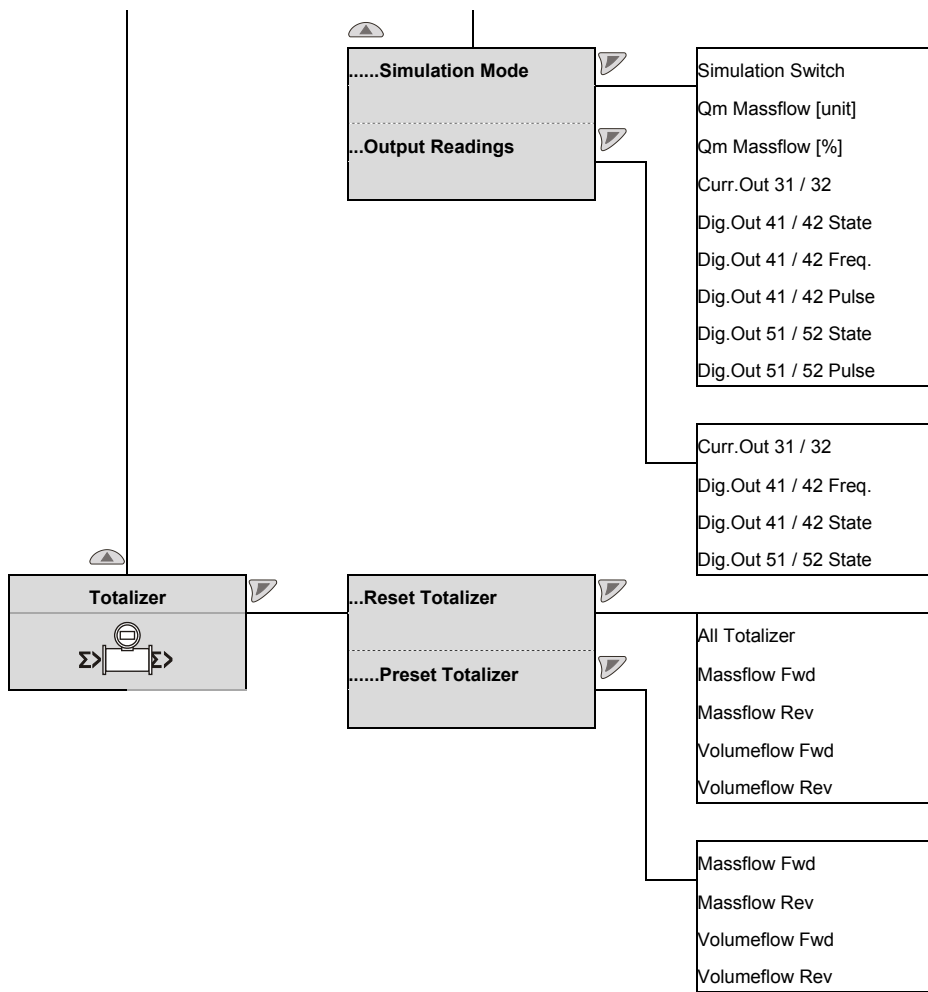 ......Simulation Mode
...Output Readings
Simulation Switch
Qm Massflow [unit]
Qm Massflow [%]
Curr.Out 31 / 32
Dig.Out 41 / 42 State
Dig.Out 41 / 42 Freq.
Dig.Out 41 / 42 Pulse
Dig.Out 51 / 52 State
Dig.Out 51 / 52 Pulse
Curr.Out 31 / 32
Dig.Out 41 / 42 Freq.
Dig.Out 41 / 42 State
Dig.Out 51 / 52 State
Totalizer
Σ> Σ>
...Reset Totalizer
......Preset Totalizer
All Totalizer
Massflow Fwd
Massflow Rev
Volumeflow Fwd
Volumeflow Rev
Massflow Fwd
Massflow Rev
Volumeflow Fwd
Volumeflow Rev